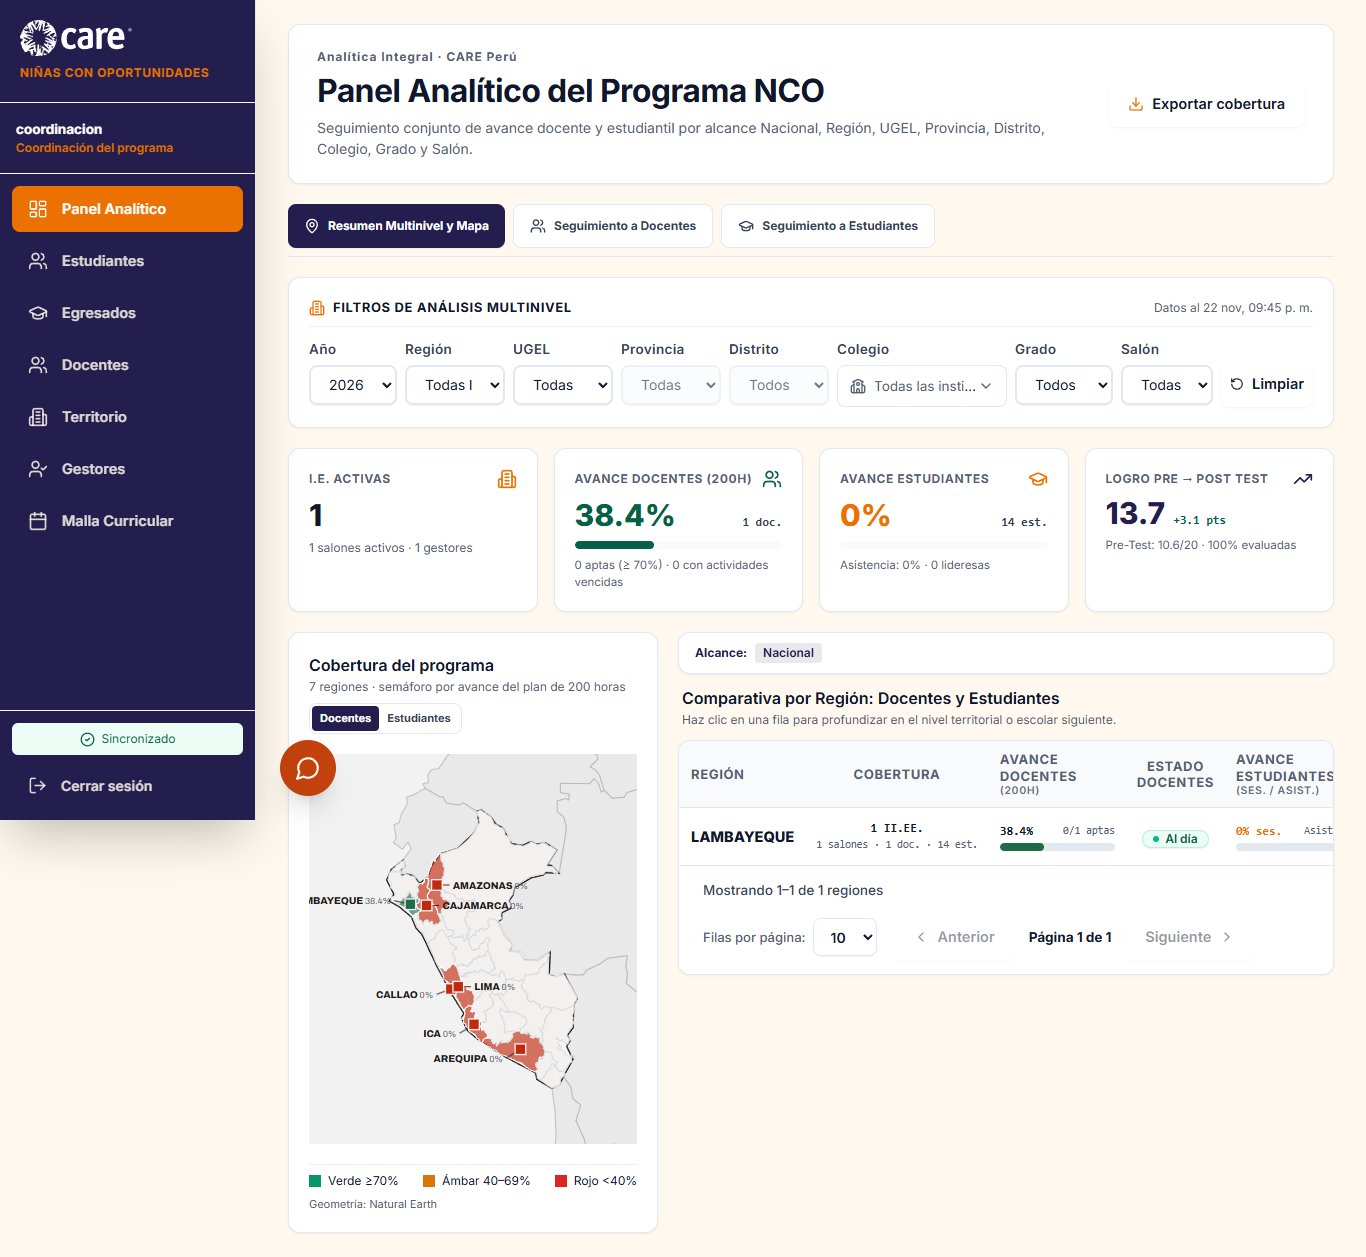 care
NIÑAS CON OPORTUNIDADES
coordinacion
Coordinación del programa
Panel Analítico
Estudiantes
Egresados
Docentes
Territorio
Gestores
Malla Curricular
Sincronizado
Cerrar sesión
Analítica Integral · CARE Perú
Panel Analítico del Programa NCO
Seguimiento conjunto de avance docente y estudiantil por alcance Nacional, Región, UGEL, Provincia, Distrito,
Colegio, Grado y Salón.
Exportar cobertura
Resumen Multinivel y Mapa
Seguimiento a Docentes
Seguimiento a Estudiantes
FILTROS DE ANÁLISIS MULTINIVEL
Datos al 22 nov, 09:45 p. m.
Año Región UGEL Provincia Distrito Colegio Grado Salón
2026 Todas l Todas Todas Todos Todas las insti... Todos Todas Limpiar
I.E. ACTIVAS
1
1 salones activos · 1 gestores
AVANCE DOCENTES (200H)
38.4% 1 doc.
0 aptas (≥ 70%) · 0 con actividades
vencidas
AVANCE ESTUDIANTES
0% 14 est.
Asistencia: 0% · 0 lideresas
LOGRO PRE → POST TEST
13.7 +3.1 pts
Pre-Test: 10.6/20 · 100% evaluadas
Cobertura del programa
7 regiones · semáforo por avance del plan de 200 horas
Docentes Estudiantes
AMAZONAS 0%
MBAYEQUE 38.4%
CAJAMARCA 0%
LIMA 0%
CALLAO 0%
ICA 0%
AREQUIPA 0%
Verde ≥70% Ámbar 40–69% Rojo <40%
Geometría: Natural Earth
Alcance: Nacional
Comparativa por Región: Docentes y Estudiantes
Haz clic en una fila para profundizar en el nivel territorial o escolar siguiente.
REGIÓN
COBERTURA
AVANCE
DOCENTES
(200H)
ESTADO
DOCENTES
AVANCE
ESTUDIANTES
(SES. / ASIST.)
LAMBAYEQUE
1 II.EE.
1 salones · 1 doc. · 14 est.
38.4% 0/1 aptas
Al día
0% ses. Asist
Mostrando 1–1 de 1 regiones
Filas por página: 10 Anterior Página 1 de 1 Siguiente